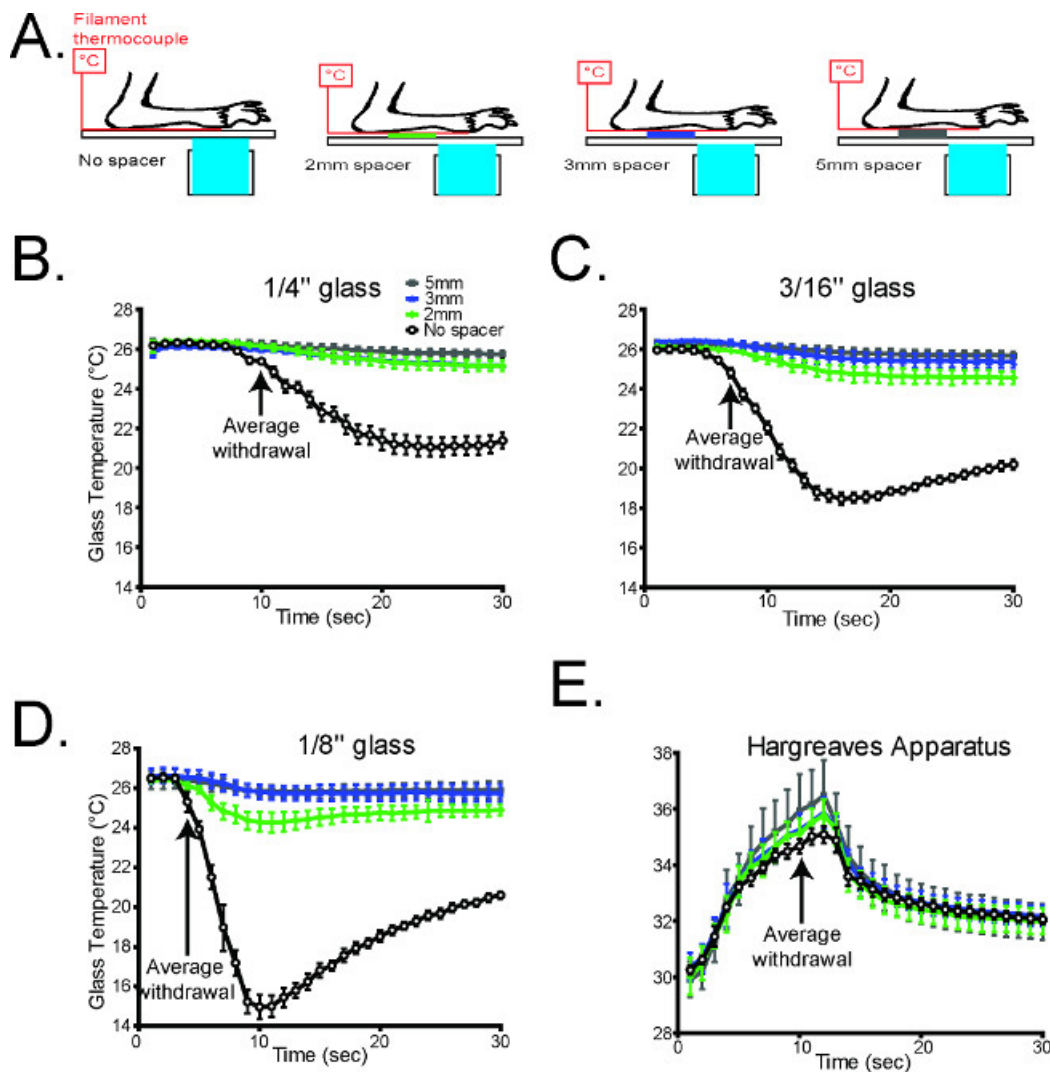 A.
Filament
thermocouple
°C
°C
°C
°C
No spacer
2mm spacer
3mm spacer
5mm spacer
B.
1/4" glass
5mm
3mm
2mm
No spacer
Glass Temperature (°C)
28
26
24
22
20
18
16
14
Average
withdrawal
0
10
20
30
Time (sec)
C.
3/16" glass
28
26
24
22
20
18
16
14
Average
withdrawal
0
10
20
30
Time (sec)
D.
1/8" glass
Glass Temperature (°C)
28
26
24
20
18
16
14
Average
withdrawal
0
10
20
30
Time (sec)
E.
Hargreaves Apparatus
38
36
34
32
30
28
Average
withdrawal
0
10
20
30
Time (sec)